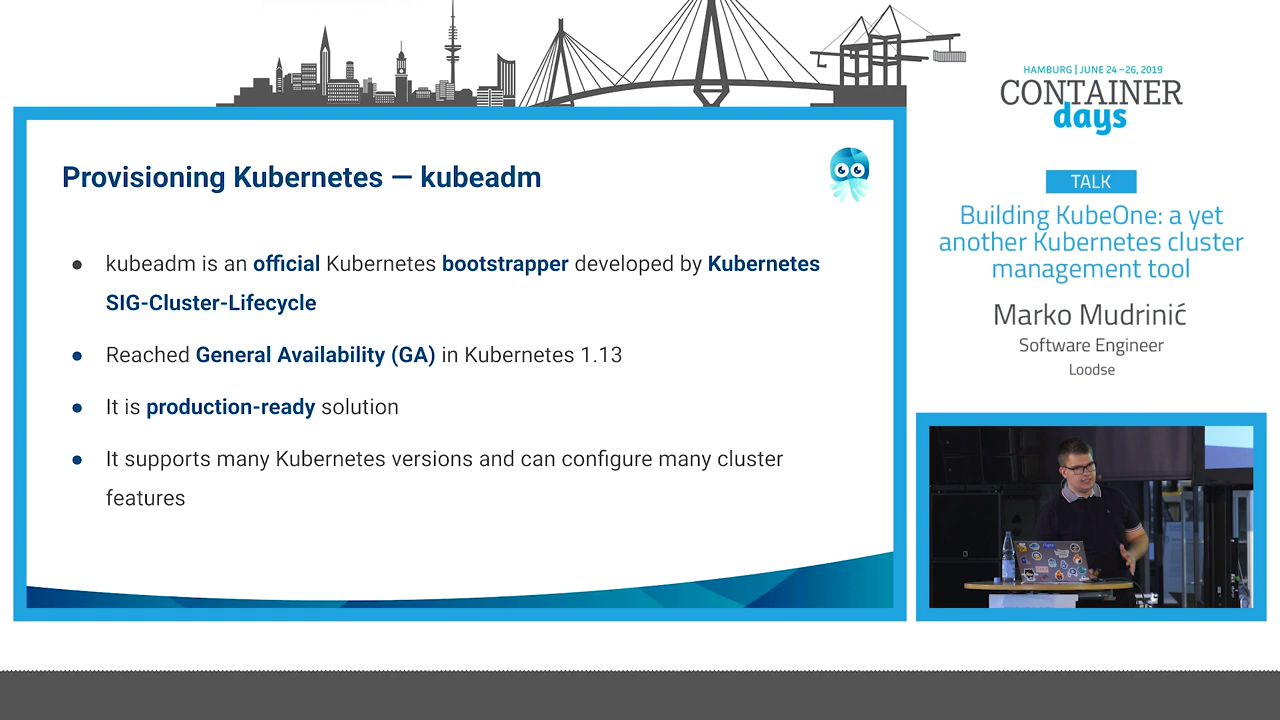 HAMBURG | JUNE 24 – 26, 2019
CONTAINER
days
TALK
Building KubeOne: a yet
another Kubernetes cluster
management tool
Marko Mudrinić
Software Engineer
Loodse
Provisioning Kubernetes — kubeadm
● kubeadm is an official Kubernetes bootstrapper developed by Kubernetes
SIG-Cluster-Lifecycle
● Reached General Availability (GA) in Kubernetes 1.13
● It is production-ready solution
● It supports many Kubernetes versions and can configure many cluster
features